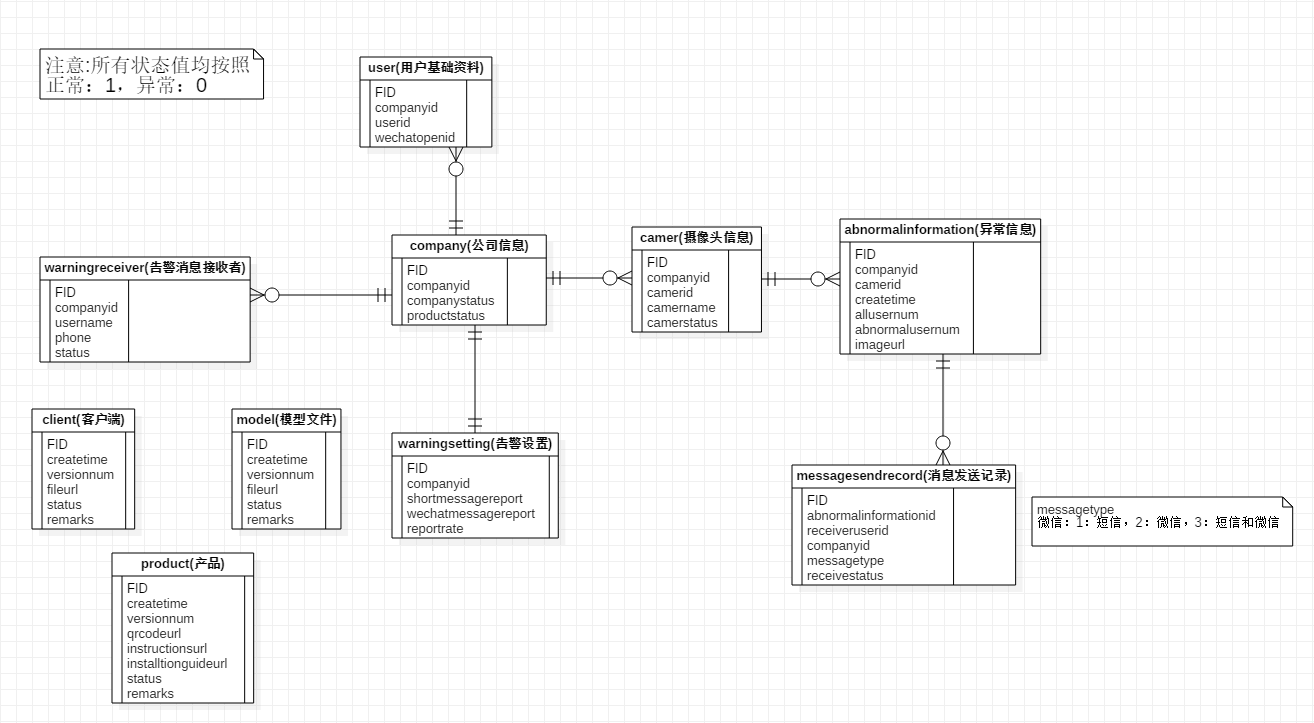 注意:所有状态值均按照
正常：1，异常：0
user(用户基础资料)
FID
companyid
userid
wechatopenid
company(公司信息)
FID
companyid
companystatus
productstatus
camer(摄像头信息)
FID
companyid
camerid
camername
camerstatus
abnormalinformation(异常信息)
FID
companyid
camerid
createtime
allusernum
abnormalusernum
imageurl
warningreceiver(告警消息接收者)
FID
companyid
username
phone
status
client(客户端)
FID
createtime
versionnum
fileurl
status
remarks
model(模型文件)
FID
createtime
versionnum
fileurl
status
remarks
warningsetting(告警设置)
FID
companyid
shortmessagereport
wechatmessagereport
reportrate
messagesendrecord(消息发送记录)
FID
abnormalinformationid
receiveruserid
companyid
messagetype
receivestatus
messagetype
微信：1：短信，2：微信，3：短信和微信
product(产品)
FID
createtime
versionnum
qrcodeurl
instructionsurl
installtionguideurl
status
remarks